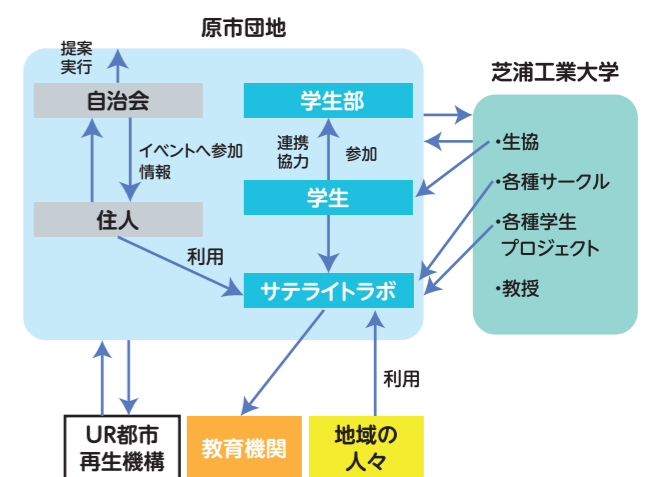 原市団地
提案
実行
自治会
学生部
芝浦工業大学
イベントへ参加
情報
連携
協力
参加
・生協
・各種サークル
・各種学生
プロジェクト
・教授
住人
学生
利用
サテライトラボ
利用
UR都市
再生機構
教育機関
地域の
人々